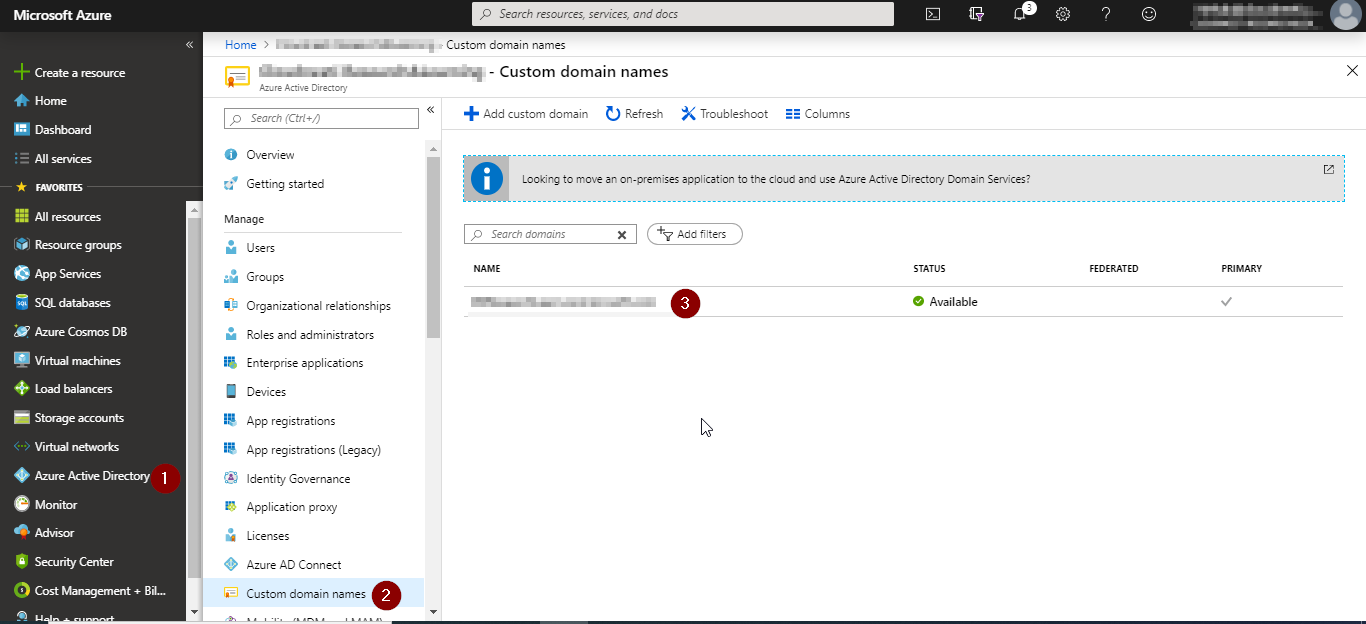 Microsoft Azure
Search resources, services, and docs
3
«
Create a resource
Home
Dashboard
All services
FAVORITES
All resources
Resource groups
App Services
SQL databases
Azure Cosmos DB
Virtual machines
Load balancers
Storage accounts
Virtual networks
Azure Active Directory 1
Monitor
Advisor
Security Center
Cost Management + Bil...
Help + support
Home > Custom domain names
- Custom domain names
Azure Active Directory
Search (Ctrl+/)
«
Overview
Getting started
Manage
Users
Groups
Organizational relationships
Roles and administrators
Enterprise applications
Devices
App registrations
App registrations (Legacy)
Identity Governance
Application proxy
Licenses
Azure AD Connect
Custom domain names 2
Mobility (MDM and MAM)
Add custom domain Refresh Troubleshoot Columns
Looking to move an on-premises application to the cloud and use Azure Active Directory Domain Services?
Search domains Add filters
NAME STATUS FEDERATED PRIMARY
3 Available